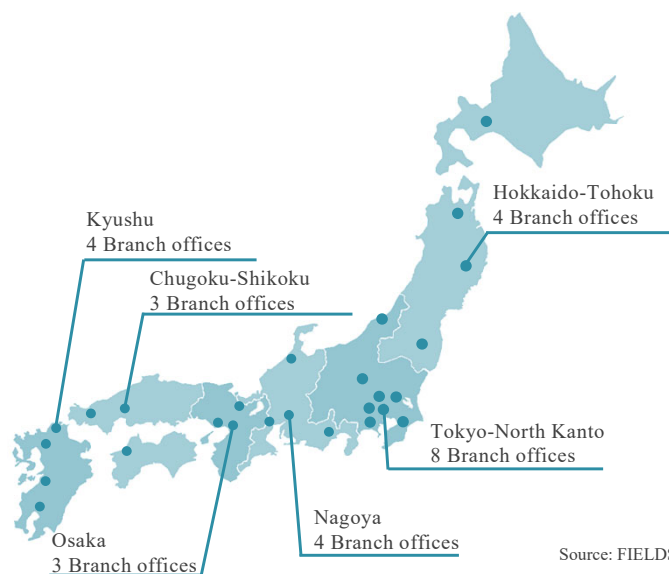 Hokkaido-Tohoku
4 Branch offices
Kyushu
4 Branch offices
Chugoku-Shikoku
3 Branch offices
Tokyo-North Kanto
8 Branch offices
Nagoya
4 Branch offices
Osaka
3 Branch offices
Source: FIELDS